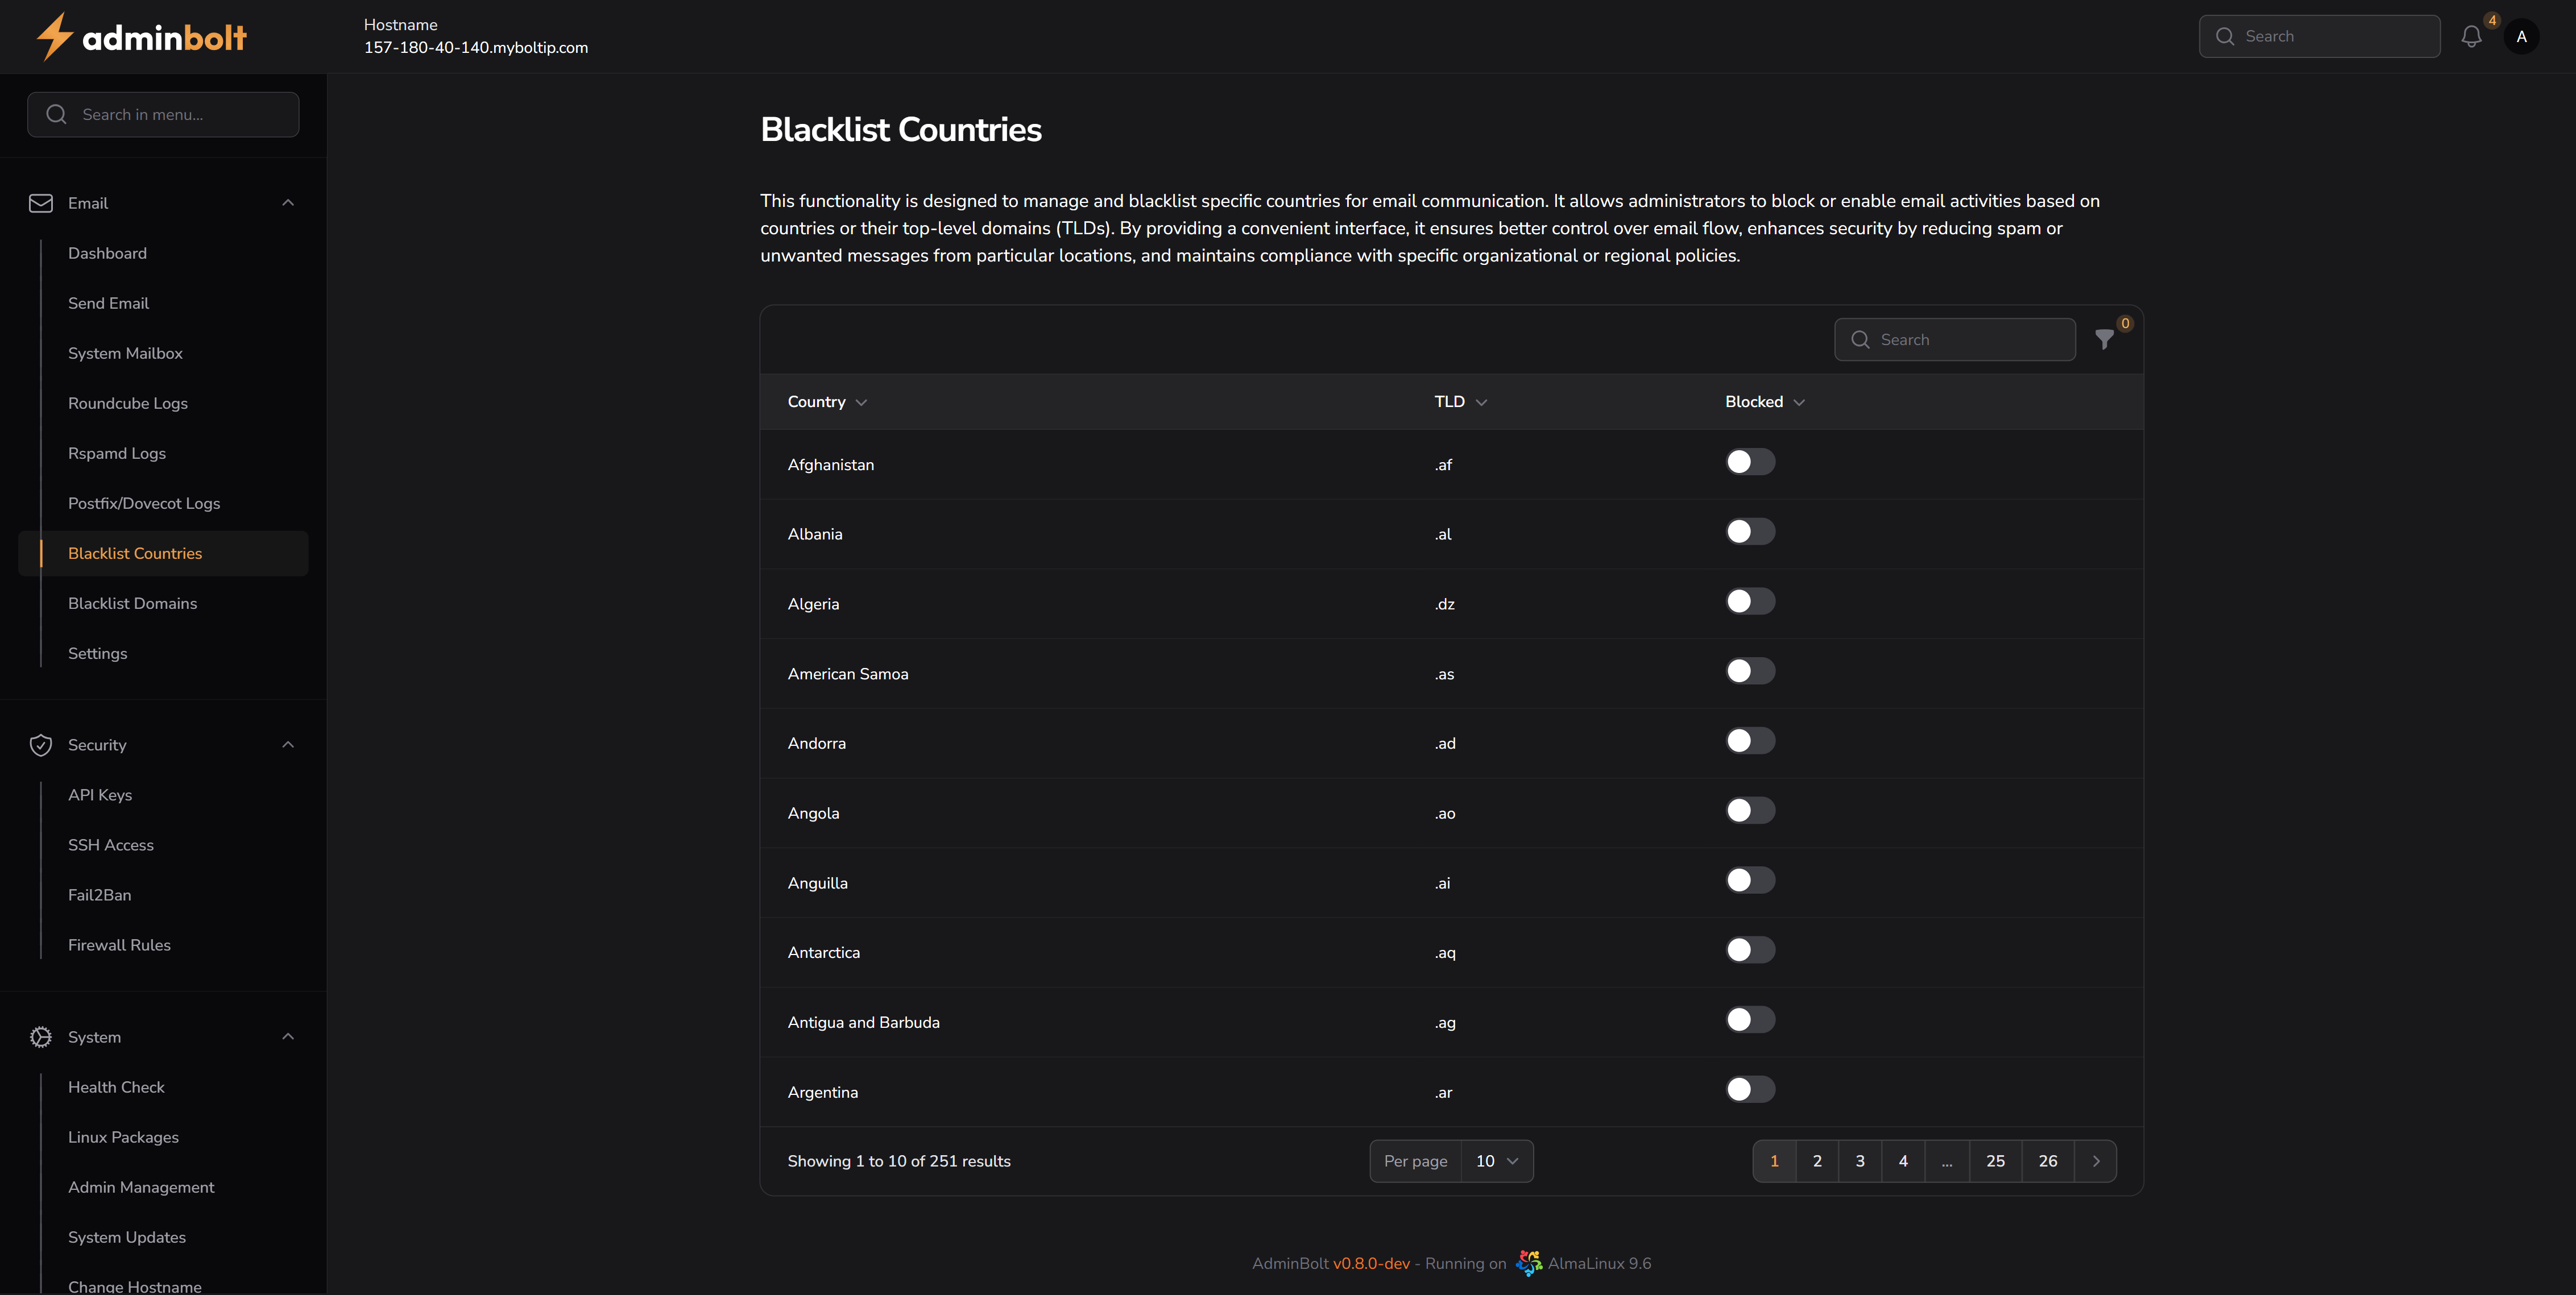 adminbolt
Hostname
157-180-40-140.myboltip.com
Search
4
A
Search in menu...
Email
Dashboard
Send Email
System Mailbox
Roundcube Logs
Rspamd Logs
Postfix/Dovecot Logs
Blacklist Countries
Blacklist Domains
Settings
Security
API Keys
SSH Access
Fail2Ban
Firewall Rules
System
Health Check
Linux Packages
Admin Management
System Updates
Change Hostname
Blacklist Countries
This functionality is designed to manage and blacklist specific countries for email communication. It allows administrators to block or enable email activities based on
countries or their top-level domains (TLDs). By providing a convenient interface, it ensures better control over email flow, enhances security by reducing spam or
unwanted messages from particular locations, and maintains compliance with specific organizational or regional policies.
Search
0
Country TLD Blocked
Afghanistan .af
Albania .al
Algeria .dz
American Samoa .as
Andorra .ad
Angola .ao
Anguilla .ai
Antarctica .aq
Antigua and Barbuda .ag
Argentina .ar
Showing 1 to 10 of 251 results Per page 10 1 2 3 4 ... 25 26
AdminBolt v0.8.0-dev - Running on AlmaLinux 9.6